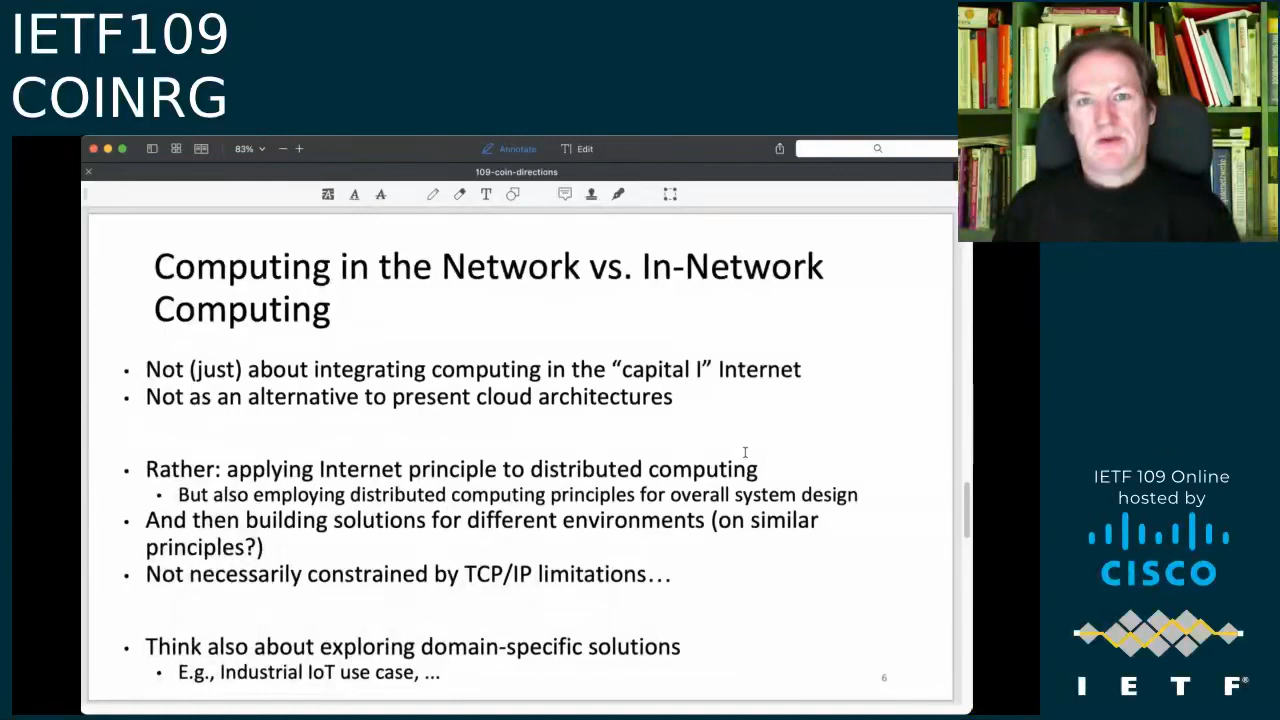 IETF109
COINRG
83%
Annotate
Edit
109-coin-directions
Computing in the Network vs. In-Network
Computing
• Not (just) about integrating computing in the “capital I” Internet
• Not as an alternative to present cloud architectures
• Rather: applying Internet principle to distributed computing
• But also employing distributed computing principles for overall system design
• And then building solutions for different environments (on similar
principles?)
• Not necessarily constrained by TCP/IP limitations…
• Think also about exploring domain-specific solutions
• E.g., Industrial IoT use case, ...
6
IETF 109 Online
hosted by
CISCO
I E T F®